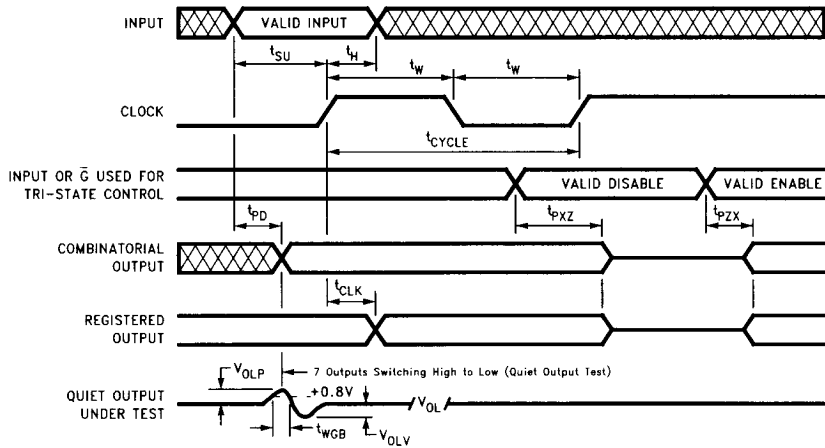 INPUT
VALID INPUT
tSU
tH
tW
tW
CLOCK
tCYCLE
INPUT OR G̅ USED FOR
TRI-STATE CONTROL
VALID DISABLE
VALID ENABLE
tPD
tPXZ
tPZX
COMBINATORIAL
OUTPUT
tCLK
REGISTERED
OUTPUT
VOLP
7 Outputs Switching High to Low (Quiet Output Test)
QUIET OUTPUT
UNDER TEST
+0.8V
VOL
tWGB
VOLV